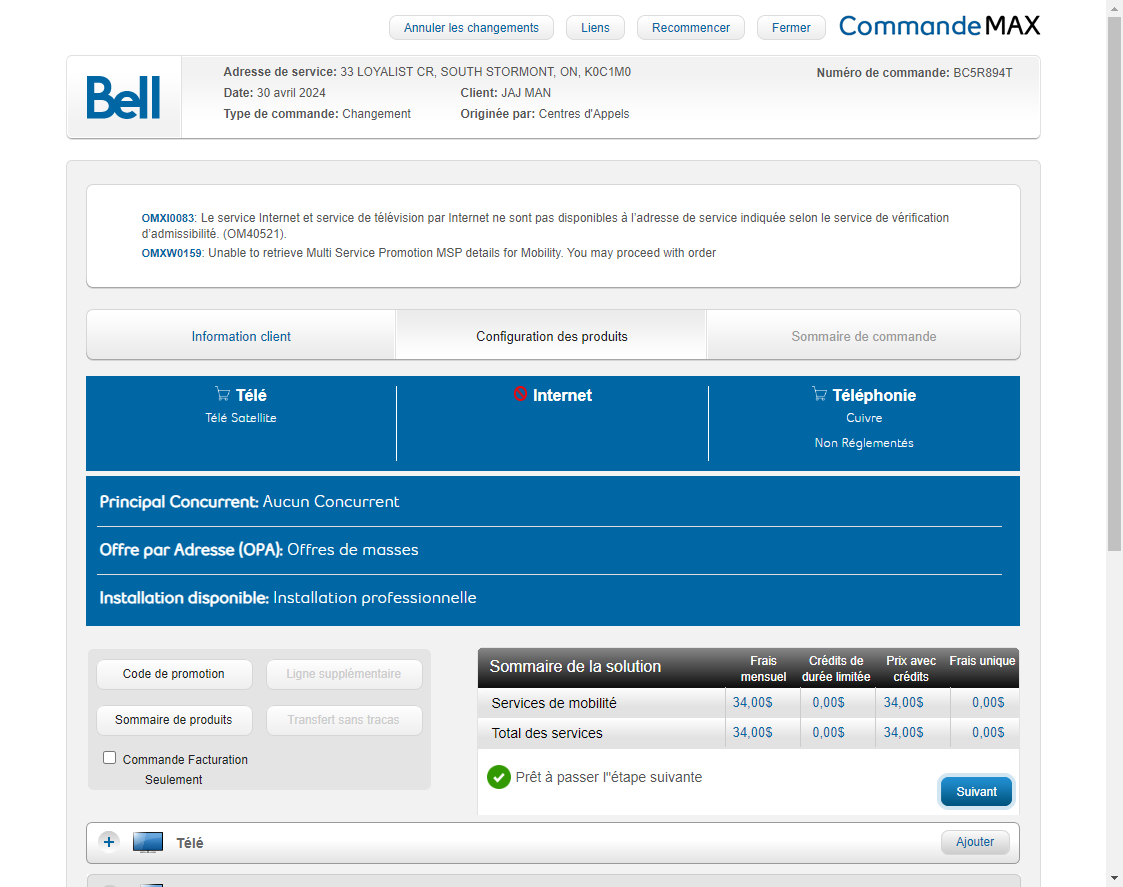 Annuler les changements Liens Recommencer Fermer CommandeMAX
Bell
Adresse de service: 33 LOYALIST CR, SOUTH STORMONT, ON, K0C1M0 Numéro de commande: BC5R894T
Date: 30 avril 2024 Client: JAJ MAN
Type de commande: Changement Originée par: Centres d'Appels
OMXI0083: Le service Internet et service de télévision par Internet ne sont pas disponibles à l'adresse de service indiquée selon le service de vérification
d'admissibilité. (OM40521).
OMXW0159: Unable to retrieve Multi Service Promotion MSP details for Mobility. You may proceed with order
Information client Configuration des produits Sommaire de commande
Télé Internet Téléphonie
Télé Satellite Cuivre
Non Réglementés
Principal Concurrent: Aucun Concurrent
Offre par Adresse (OPA): Offres de masses
Installation disponible: Installation professionnelle
Code de promotion Ligne supplémentaire
Sommaire de produits Transfert sans tracas
Commande Facturation
Seulement
Sommaire de la solution Frais mensuel Crédits de durée limitée Prix avec crédits Frais unique
Services de mobilité 34,00$ 0,00$ 34,00$ 0,00$
Total des services 34,00$ 0,00$ 34,00$ 0,00$
Prêt à passer l"étape suivante
Suivant
Télé Ajouter